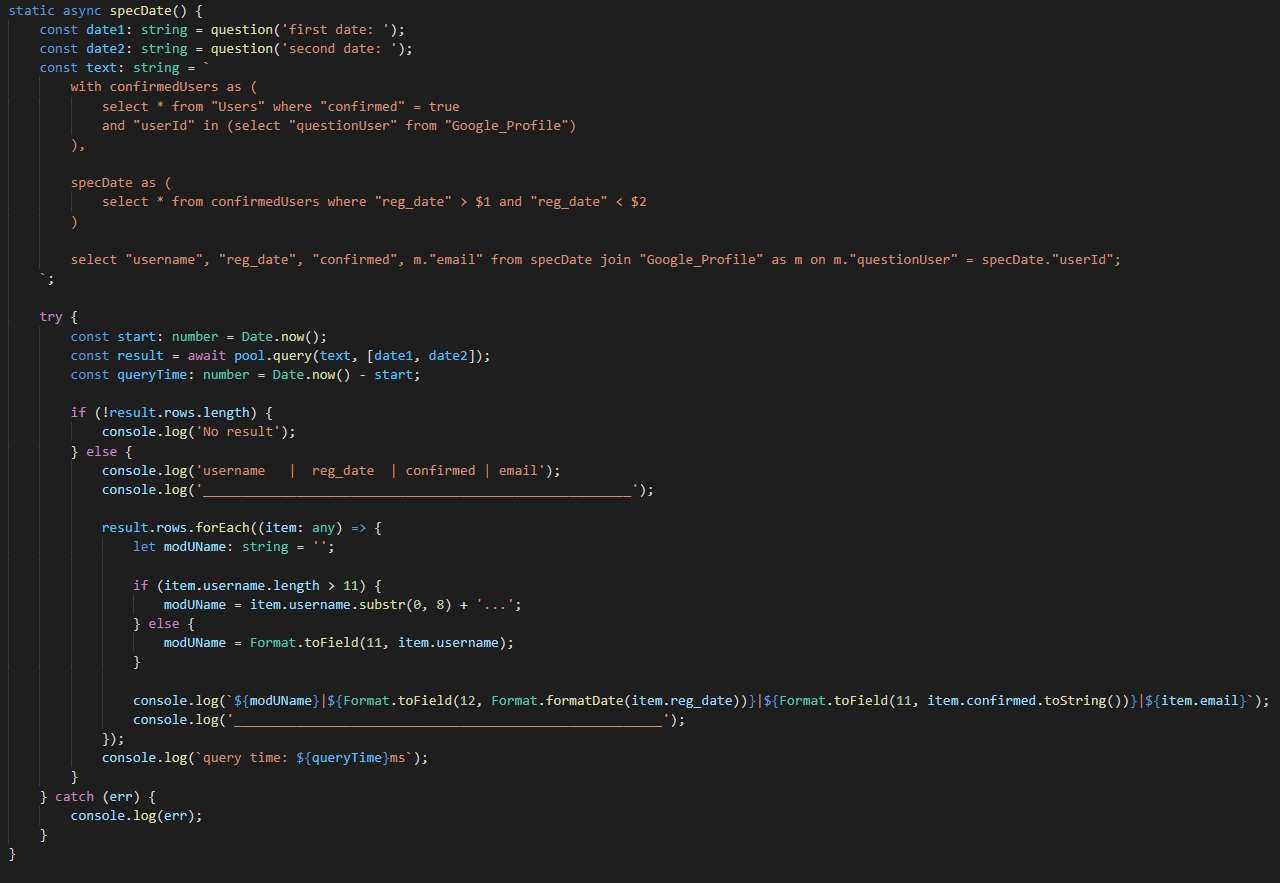 static async specDate() {
    const date1: string = question('first date: ');
    const date2: string = question('second date: ');
    const text: string = `
        with confirmedUsers as (
            select * from "Users" where "confirmed" = true
            and "userId" in (select "questionUser" from "Google_Profile")
        ),

        specDate as (
            select * from confirmedUsers where "reg_date" > $1 and "reg_date" < $2
        )

        select "username", "reg_date", "confirmed", m."email" from specDate join "Google_Profile" as m on m."questionUser" = specDate."userId";
    `;

    try {
        const start: number = Date.now();
        const result = await pool.query(text, [date1, date2]);
        const queryTime: number = Date.now() - start;

        if (!result.rows.length) {
            console.log('No result');
        } else {
            console.log('username   |  reg_date  | confirmed | email');
            console.log('_______________________________________________________');

            result.rows.forEach((item: any) => {
                let modUName: string = '';

                if (item.username.length > 11) {
                    modUName = item.username.substr(0, 8) + '...';
                } else {
                    modUName = Format.toField(11, item.username);
                }

                console.log(`${modUName}|${Format.toField(12, Format.formatDate(item.reg_date))}|${Format.toField(11, item.confirmed.toString())}|${item.email}`);
                console.log('_______________________________________________________');
            });
            console.log(`query time: ${queryTime}ms`);
        }
    } catch (err) {
        console.log(err);
    }
}